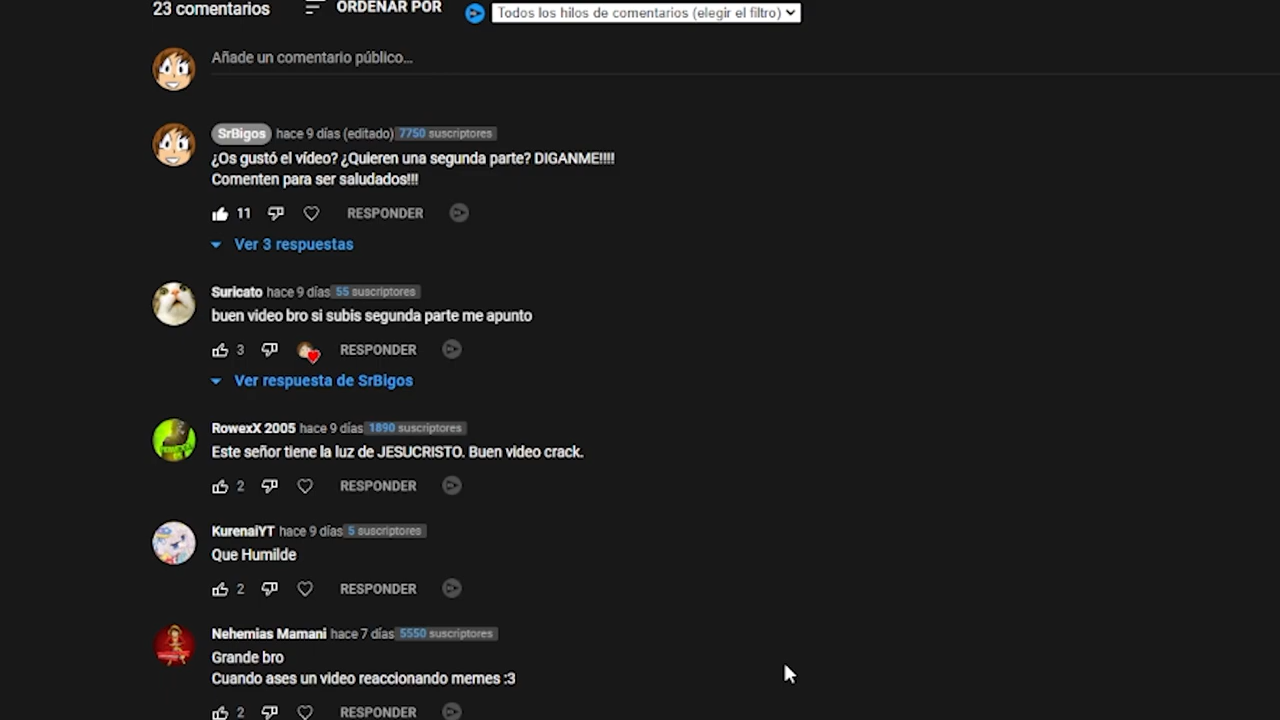 23 comentarios ORDENAR POR Todos los hilos de comentarios (elegir el filtro)
Añade un comentario público...
SrBigos hace 9 días (editado) 7750 suscriptores
¿Os gustó el vídeo? ¿Quieren una segunda parte? DIGANME!!!!
Comenten para ser saludados!!!
11 RESPONDER
Ver 3 respuestas
Suricato hace 9 días 55 suscriptores
buen video bro si subis segunda parte me apunto
3 RESPONDER
Ver respuesta de SrBigos
RowexX 2005 hace 9 días 1890 suscriptores
Este señor tiene la luz de JESUCRISTO. Buen video crack.
2 RESPONDER
KurenaiYT hace 9 días 5 suscriptores
Que Humilde
2 RESPONDER
Nehemias Mamani hace 7 días 5550 suscriptores
Grande bro
Cuando ases un video reaccionando memes :3
2 RESPONDER